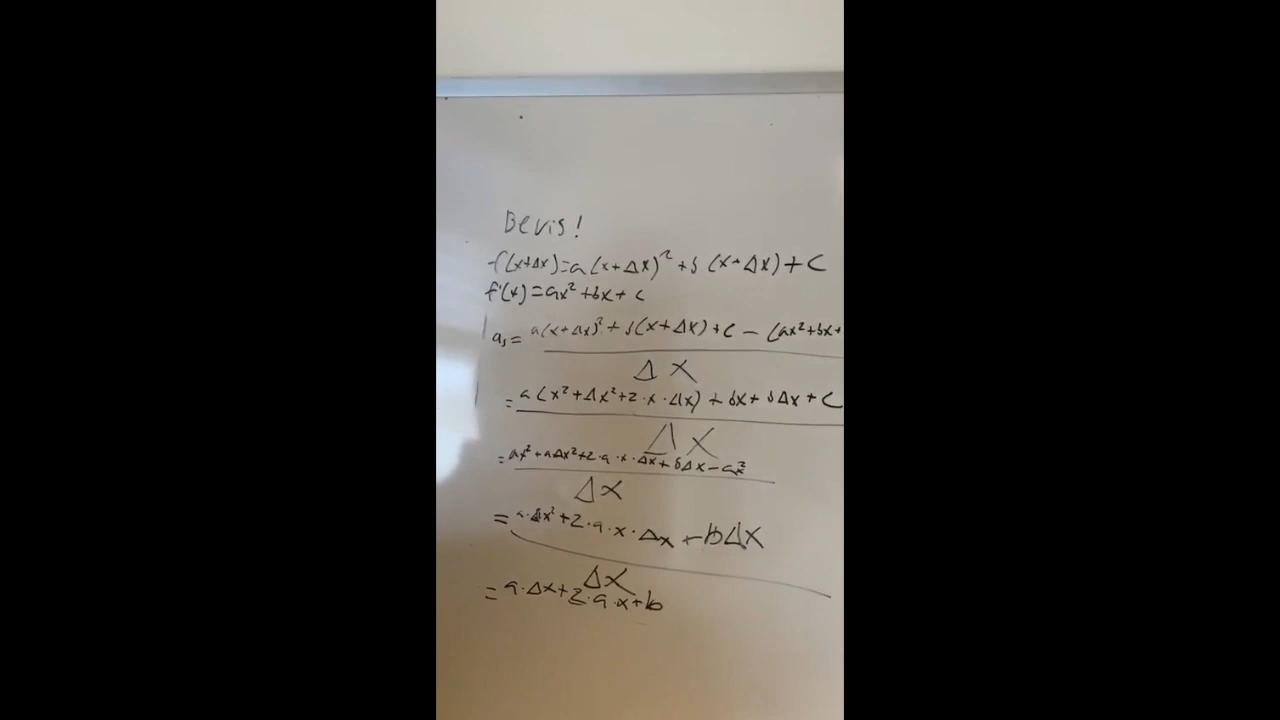 Bevis!
f(x+Δx)=a(x+Δx)²+b(x+Δx)+c
f(x)=ax²+bx+c
aₛ= a(x+Δx)²+b(x+Δx)+c-(ax²+bx+
Δx
= a(x²+Δx²+2·x·Δx)+bx+bΔx+c
Δx
= ax²+aΔx²+2·a·x·Δx+bΔx-ax²
Δx
= a·Δx²+2·a·x·Δx+bΔx
Δx
= a·Δx+2·a·x+b